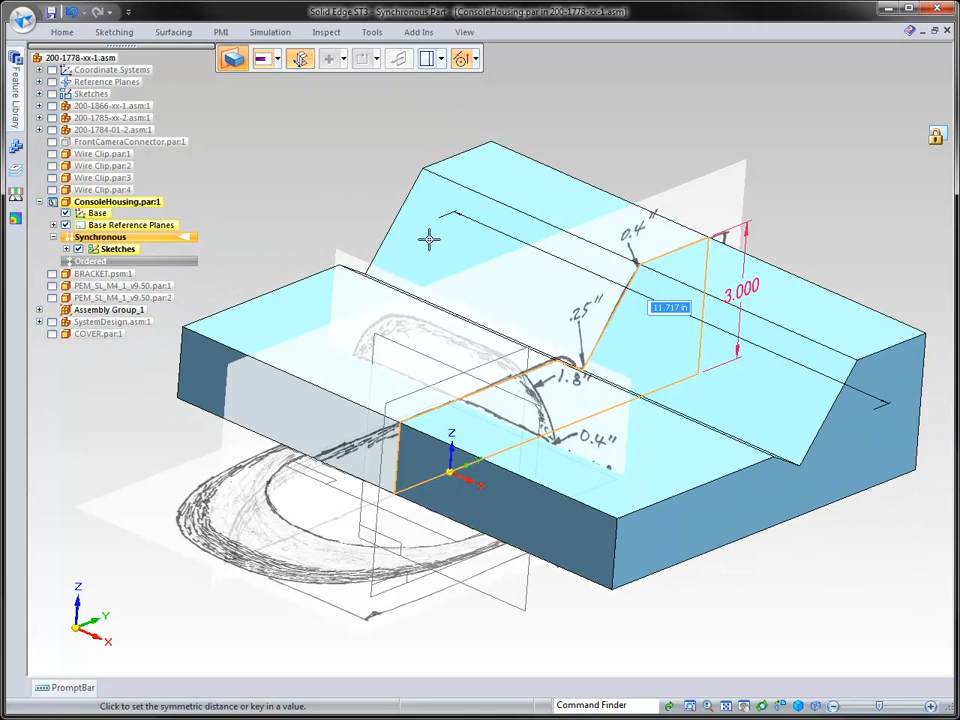 Solid Edge ST3 - Synchronous Part - [ConsoleHousing.par in 200-1778-xx-1.asm]
Home Sketching Surfacing PMI Simulation Inspect Tools Add Ins View
Feature Library
200-1778-xx-1.asm
Coordinate Systems
Reference Planes
Sketches
200-1866-xx-1.asm:1
200-1785-xx-2.asm:1
200-1784-01-2.asm:1
FrontCameraConnector.par:1
Wire Clip.par:1
Wire Clip.par:2
Wire Clip.par:3
Wire Clip.par:4
ConsoleHousing.par:1
Base
Base Reference Planes
Synchronous
Sketches
Ordered
BRACKET.psm:1
PEM_SL_M4_1_v9.50.par:1
PEM_SL_M4_1_v9.50.par:2
Assembly Group_1
SystemDesign.asm:1
COVER.par:1
0.4"
3.000
11.717 in
.25"
1.8"
0.4"
Z
X
Z
Y
X
PromptBar
Click to set the symmetric distance or key in a value.
Command Finder